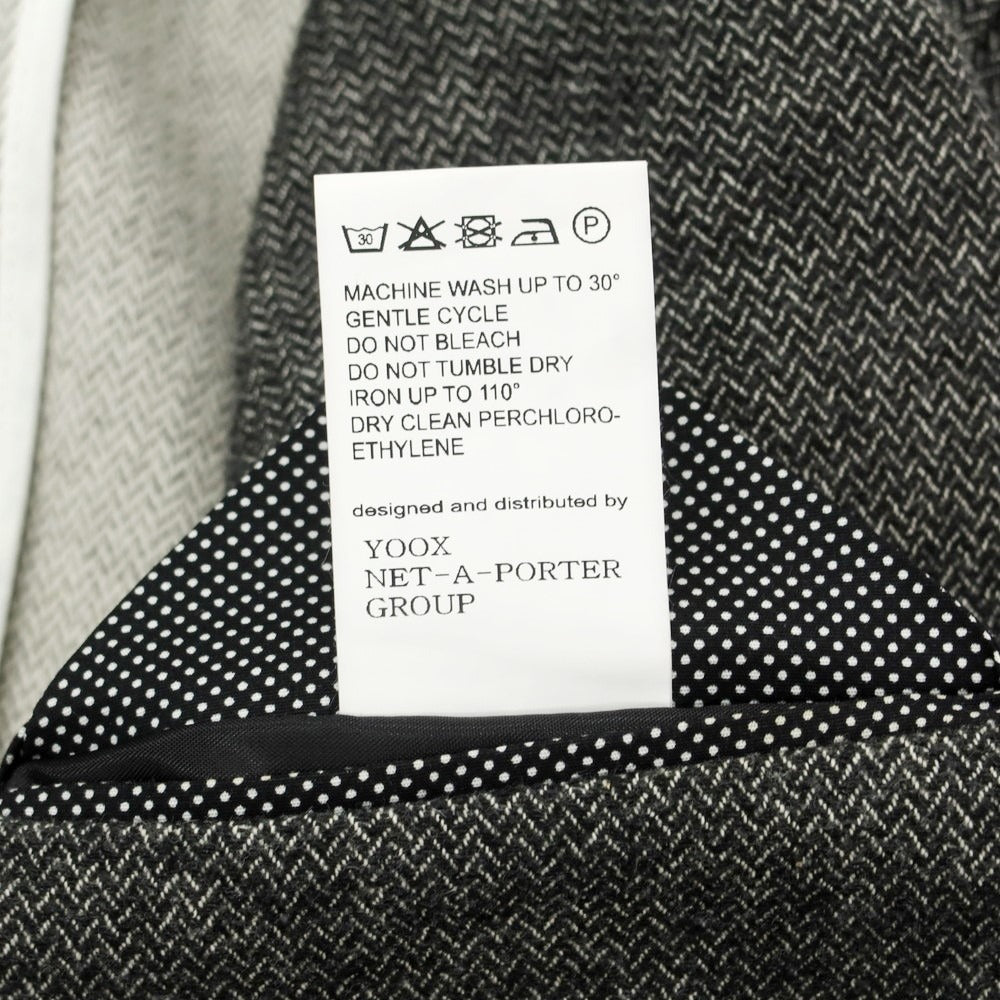 30 P
MACHINE WASH UP TO 30°
GENTLE CYCLE
DO NOT BLEACH
DO NOT TUMBLE DRY
IRON UP TO 110°
DRY CLEAN PERCHLORO-
ETHYLENE
designed and distributed by
YOOX
NET-A-PORTER
GROUP